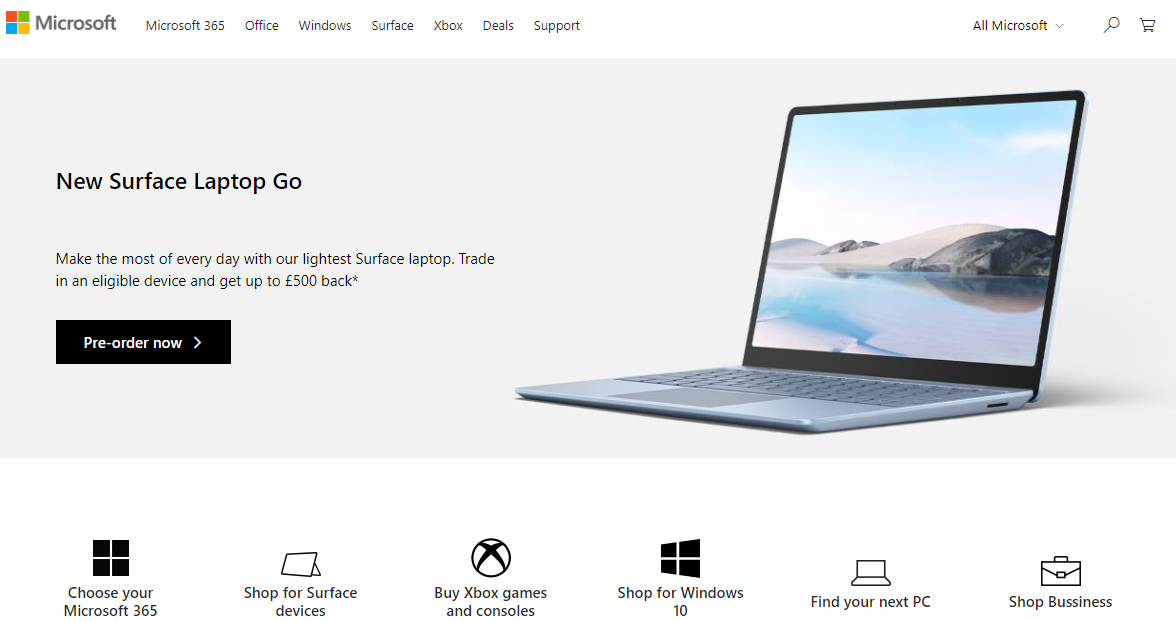 Microsoft
Microsoft 365
Office
Windows
Surface
Xbox
Deals
Support
All Microsoft
New Surface Laptop Go
Make the most of every day with our lightest Surface laptop. Trade
in an eligible device and get up to £500 back*
Pre-order now
Choose your
Microsoft 365
Shop for Surface
devices
Buy Xbox games
and consoles
Shop for Windows
10
Find your next PC
Shop Bussiness